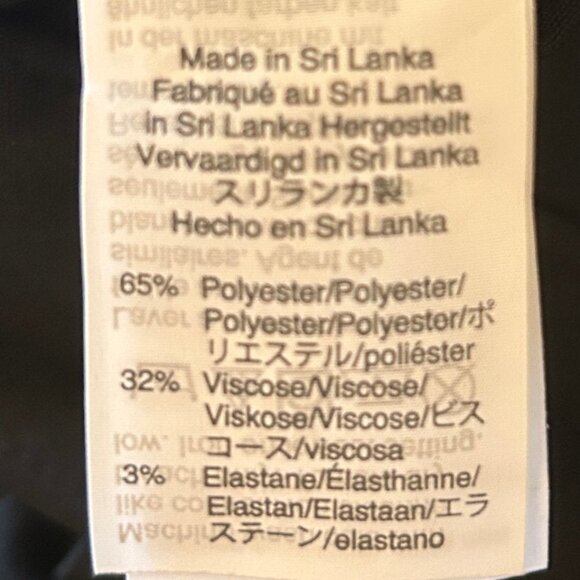 Made in Sri Lanka
Fabriqué au Sri Lanka
in Sri Lanka Hergestellt
Vervaardigd in Sri Lanka
スリランカ製
Hecho en Sri Lanka
65% Polyester/Polyester/
Polyester/Polyester/ポ
リエステル/poliéster
32% Viscose/Viscose/
Viskose/Viscose/ビス
コース/viscosa
3% Elastane/Élasthanne/
Elastan/Elastaan/エラ
ステーン/elastano